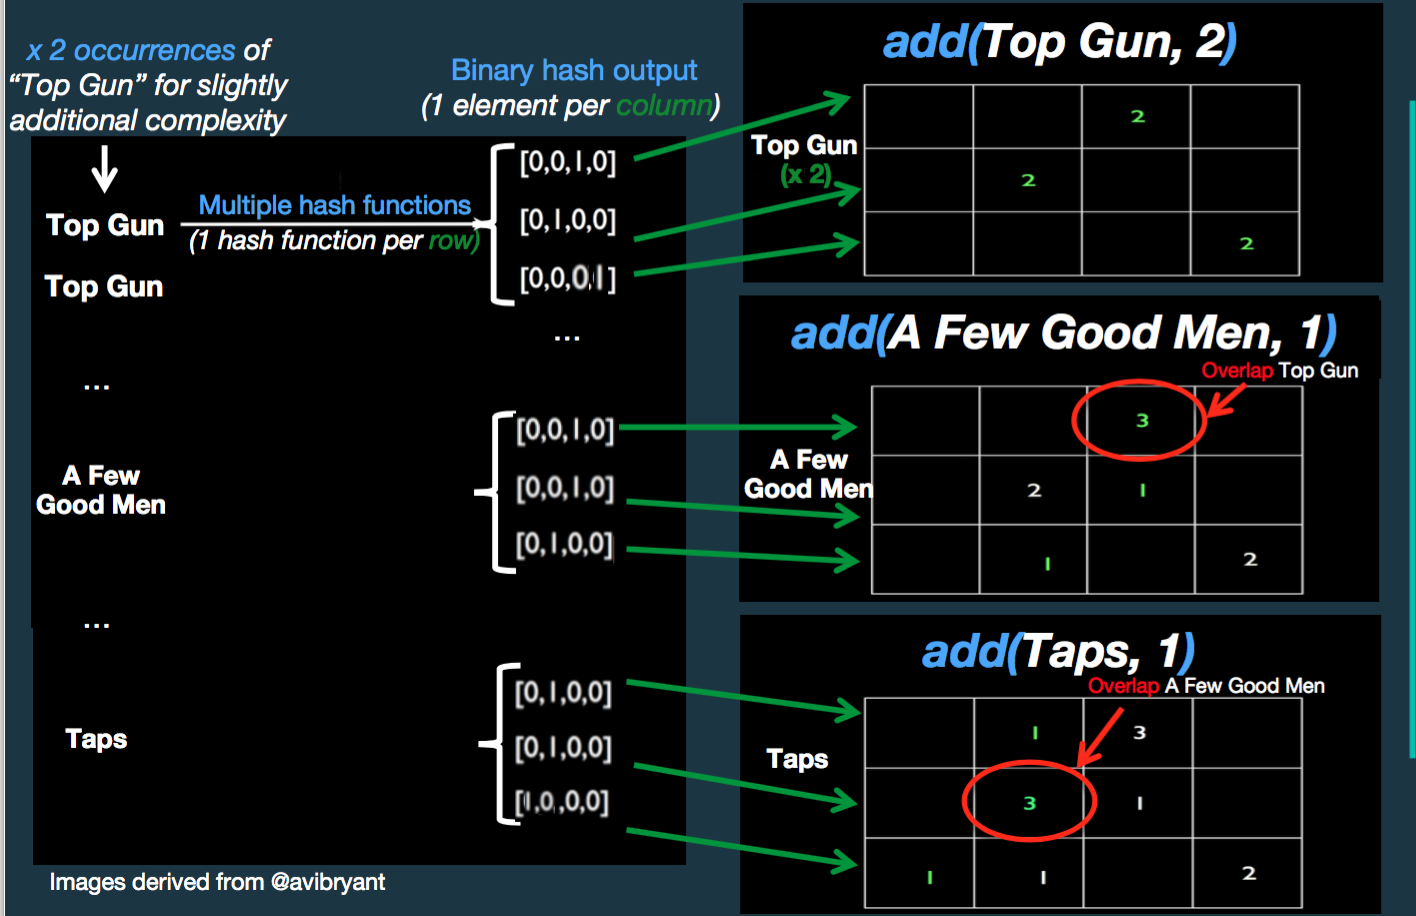 x 2 occurrences of
“Top Gun” for slightly
additional complexity
Top Gun
Top Gun
...
A Few
Good Men
...
Taps
Multiple hash functions
(1 hash function per row)
Binary hash output
(1 element per column)
[0,0,1,0]
[0,1,0,0]
[0,0,0,1]
...
[0,0,1,0]
[0,0,1,0]
[0,1,0,0]
[0,1,0,0]
[0,1,0,0]
[1,0,0,0]
add(Top Gun, 2)
Top Gun
(x 2)
2
2
2
add(A Few Good Men, 1)
Overlap Top Gun
A Few
Good Men
3
2 1
1 2
add(Taps, 1)
Overlap A Few Good Men
Taps
1 3
3 1
1 1 2
Images derived from @avibryant